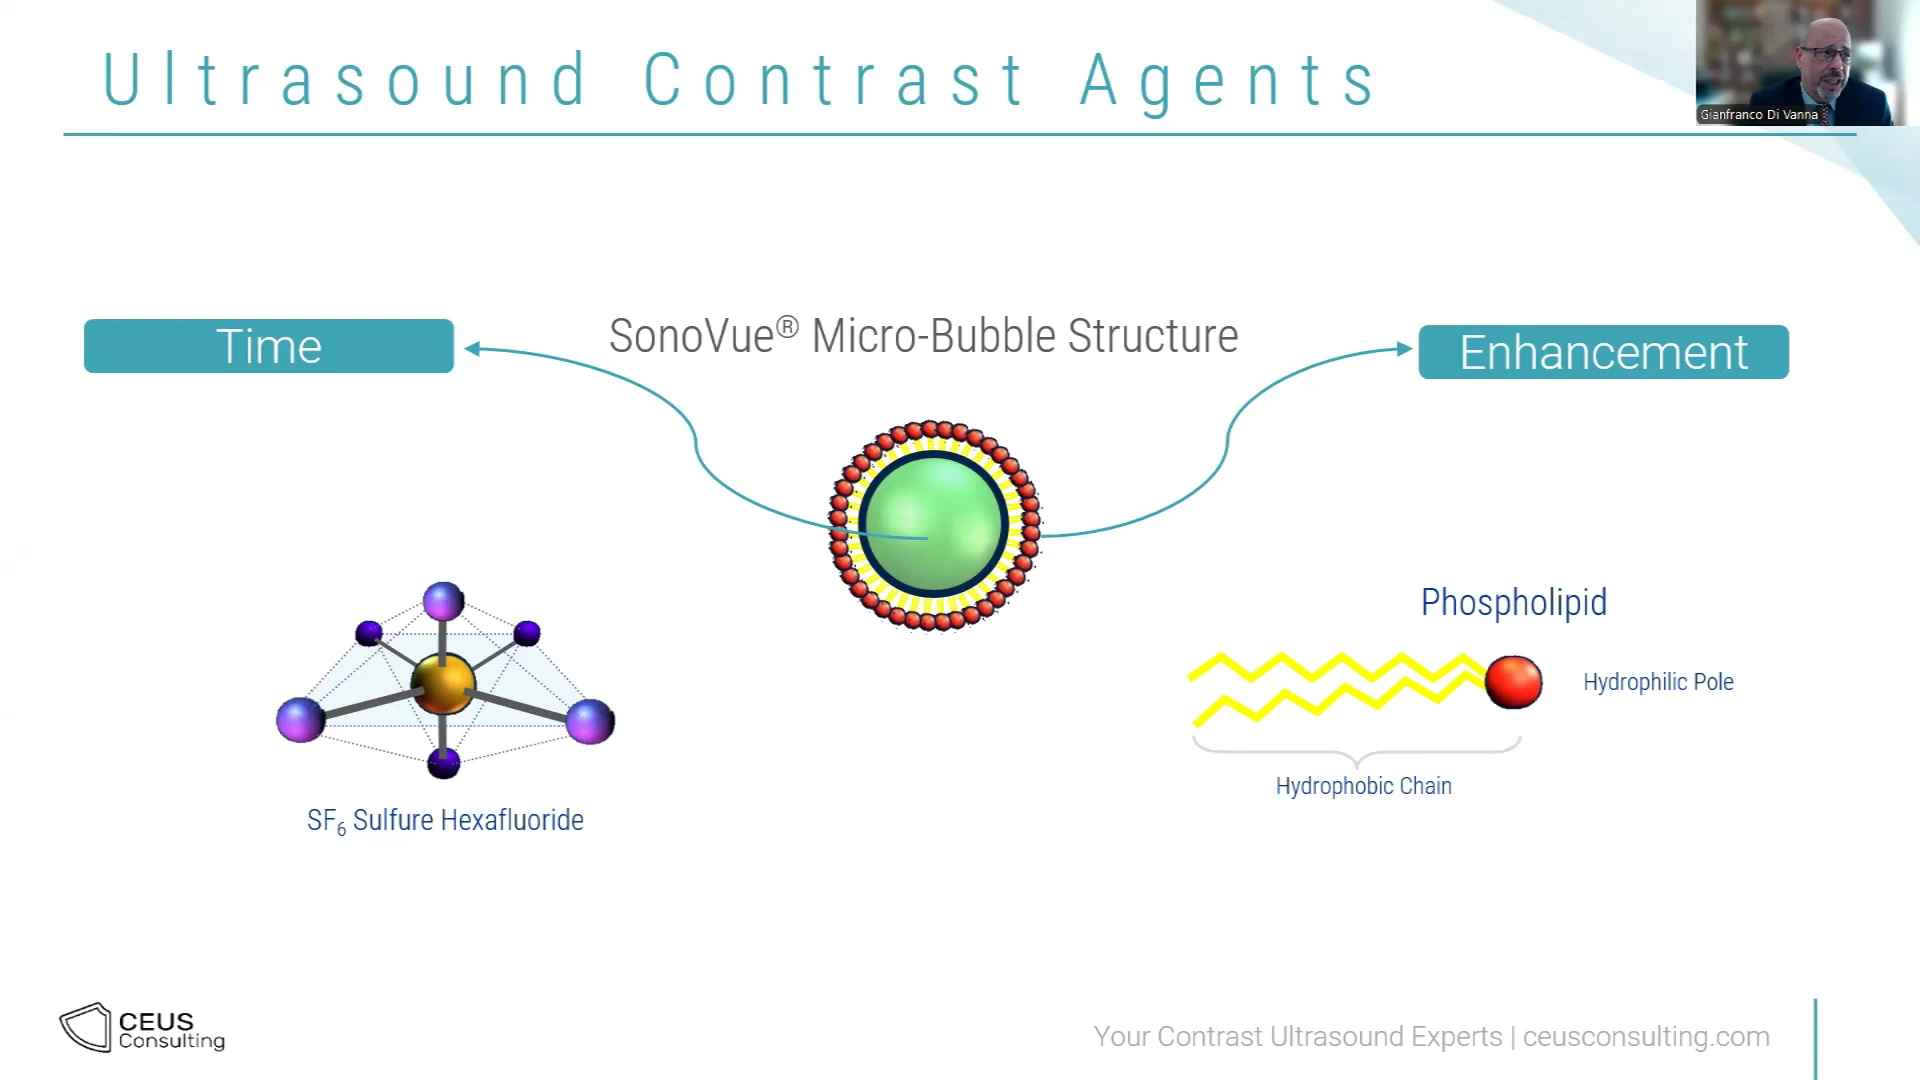 Ultrasound Contrast Agents
Gianfranco Di Vanna
Time
SonoVue® Micro-Bubble Structure
Enhancement
Phospholipid
Hydrophilic Pole
Hydrophobic Chain
SF₆ Sulfure Hexafluoride
CEUS
Consulting
Your Contrast Ultrasound Experts | ceusconsulting.com